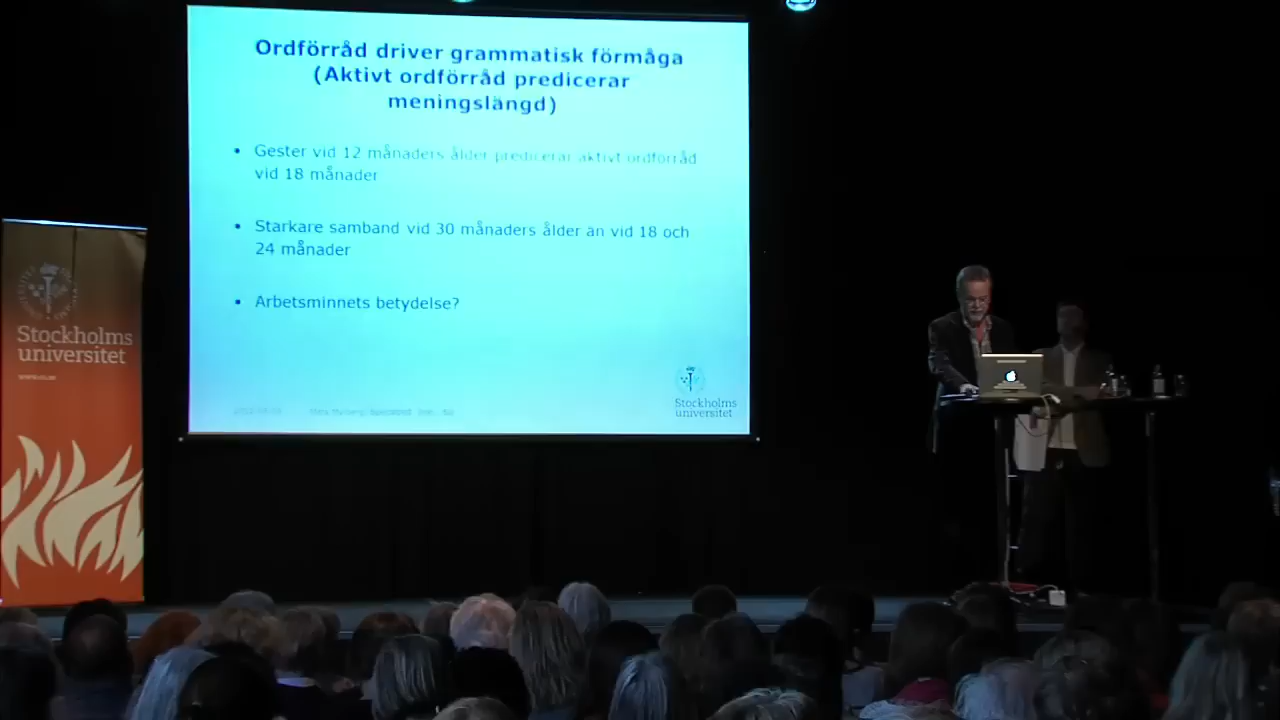 Ordförråd driver grammatisk förmåga
(Aktivt ordförråd predicerar
meningslängd)
• Gester vid 12 månaders ålder predicerar aktivt ordförråd
vid 18 månader
• Starkare samband vid 30 månaders ålder än vid 18 och
24 månader
• Arbetsminnets betydelse?
Stockholms
universitet
Stockholms
universitet